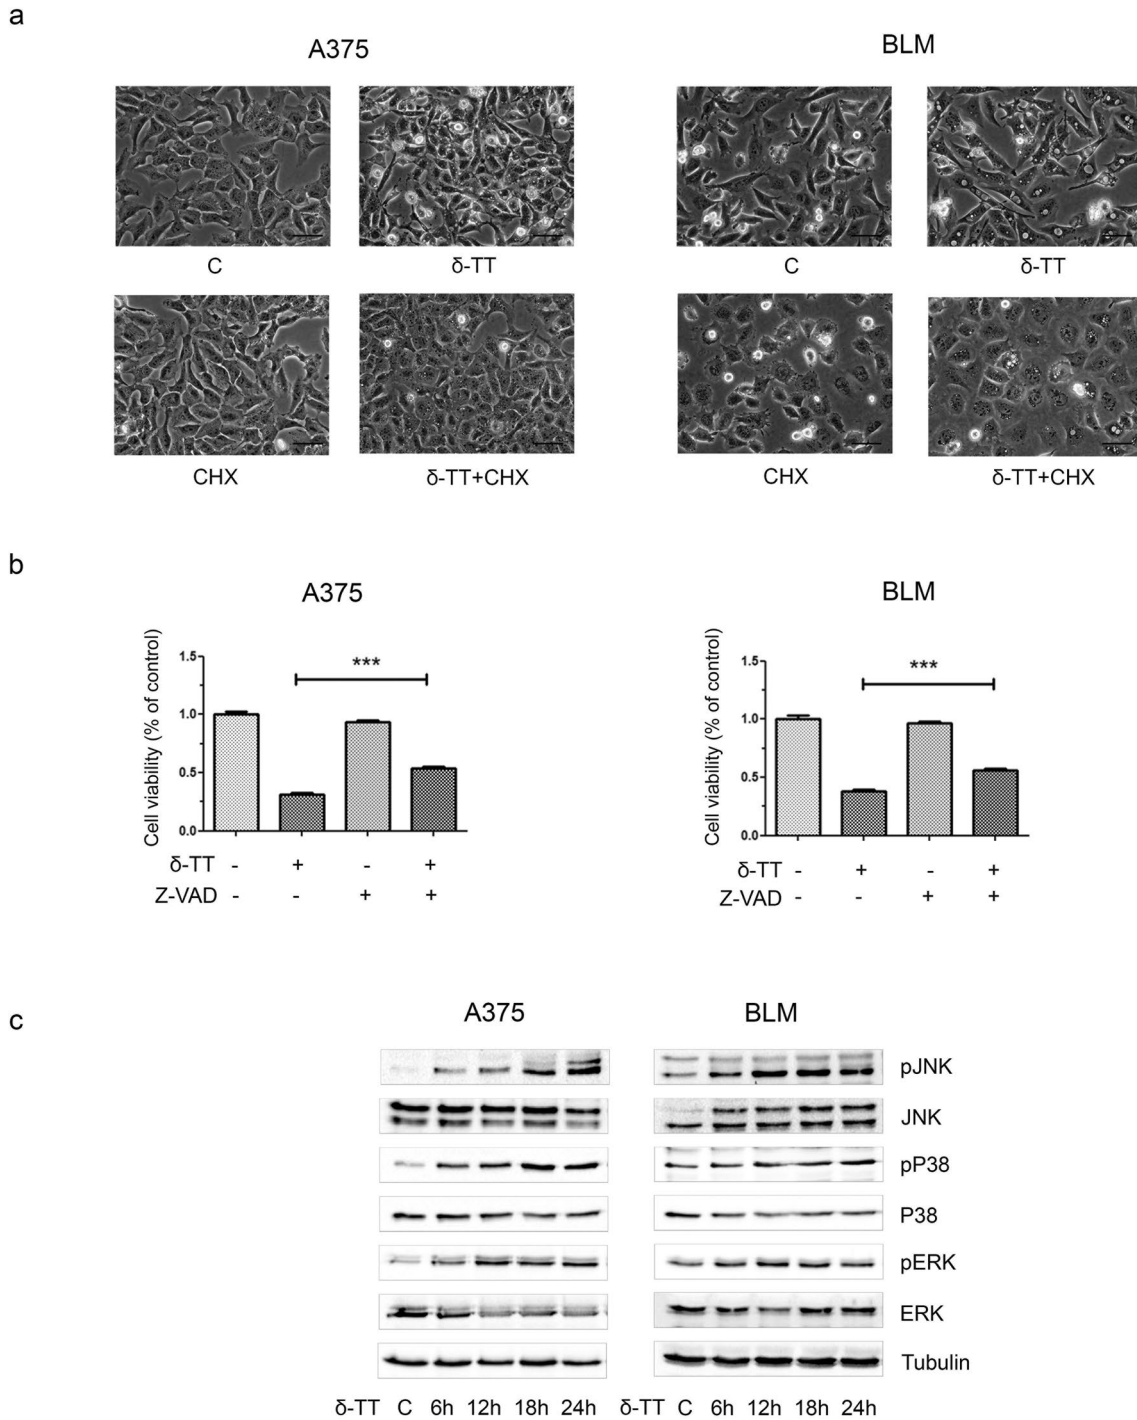 a
A375 BLM
C δ-TT C δ-TT
CHX δ-TT+CHX CHX δ-TT+CHX
b
A375 BLM
Cell viability (% of control)
1.5
1.0
0.5
0.0
***
δ-TT - + - +
Z-VAD - - + +
Cell viability (% of control)
1.5
1.0
0.5
0.0
***
δ-TT - + - +
Z-VAD - - + +
c
A375 BLM
pJNK
JNK
pP38
P38
pERK
ERK
Tubulin
δ-TT C 6h 12h 18h 24h δ-TT C 6h 12h 18h 24h